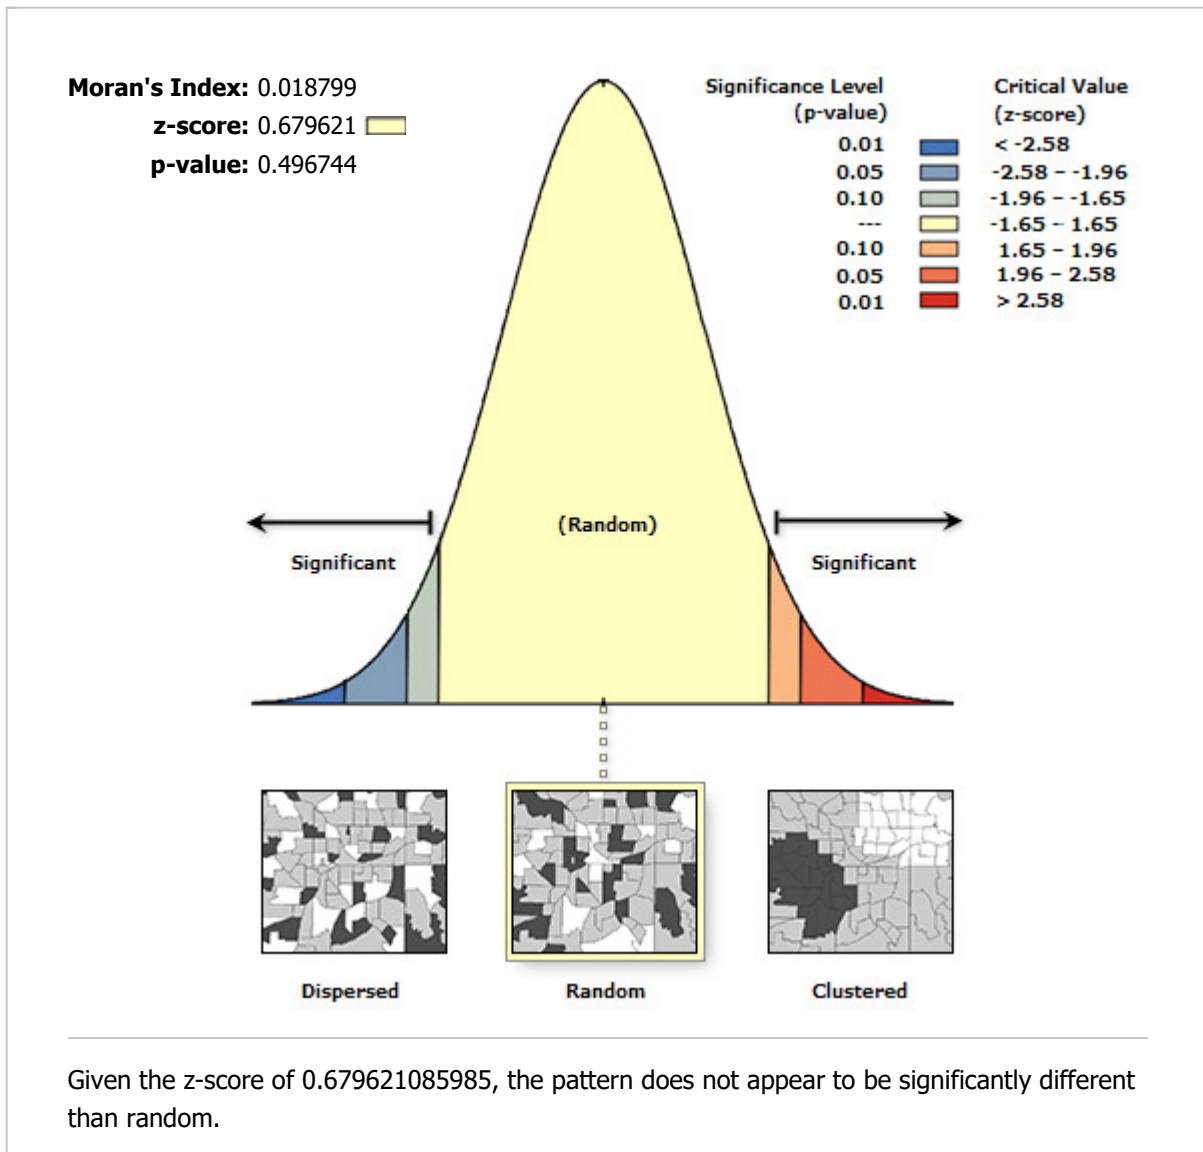 Moran's Index: 0.018799
z-score: 0.679621
p-value: 0.496744
Significance Level
(p-value)
Critical Value
(z-score)
0.01 < -2.58
0.05 -2.58 – -1.96
0.10 -1.96 – -1.65
--- -1.65 – 1.65
0.10 1.65 – 1.96
0.05 1.96 – 2.58
0.01 > 2.58
(Random)
Significant
Significant
Dispersed
Random
Clustered
Given the z-score of 0.679621085985, the pattern does not appear to be significantly different
than random.